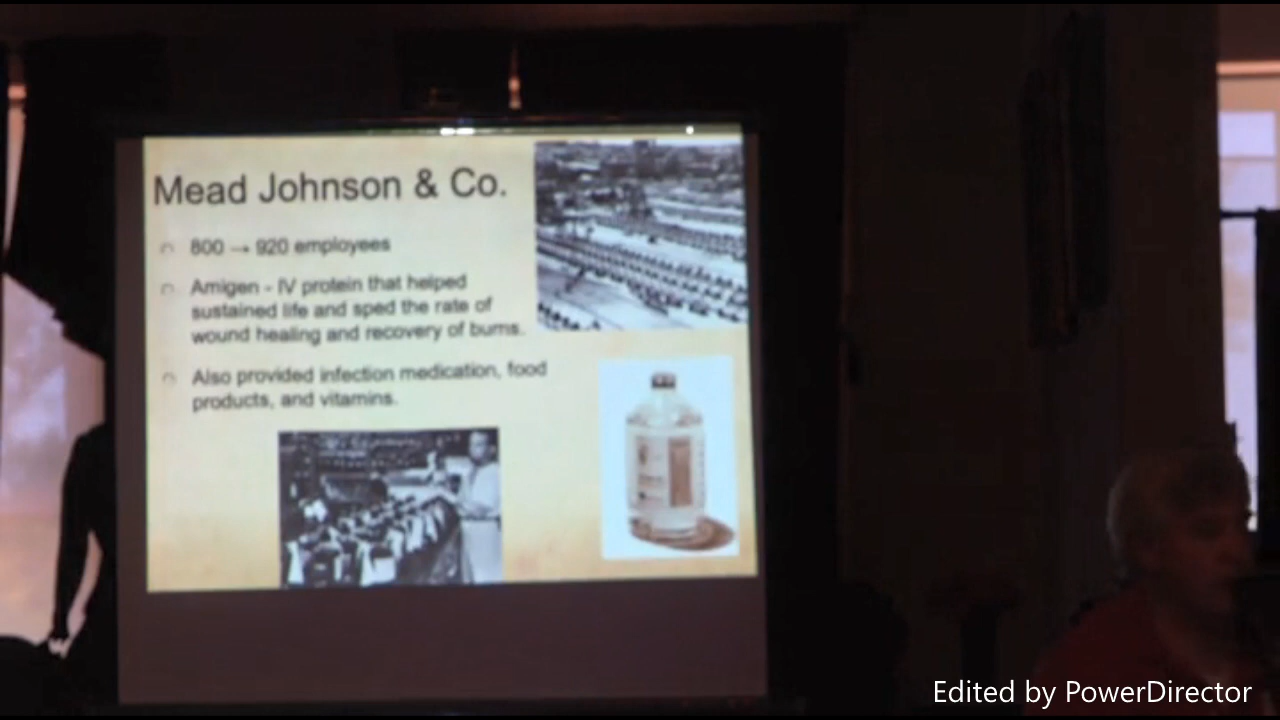 Mead Johnson & Co.
800 → 920 employees
Amigen - IV protein that helped
sustained life and sped the rate of
wound healing and recovery of burns.
Also provided infection medication, food
products, and vitamins.
Edited by PowerDirector